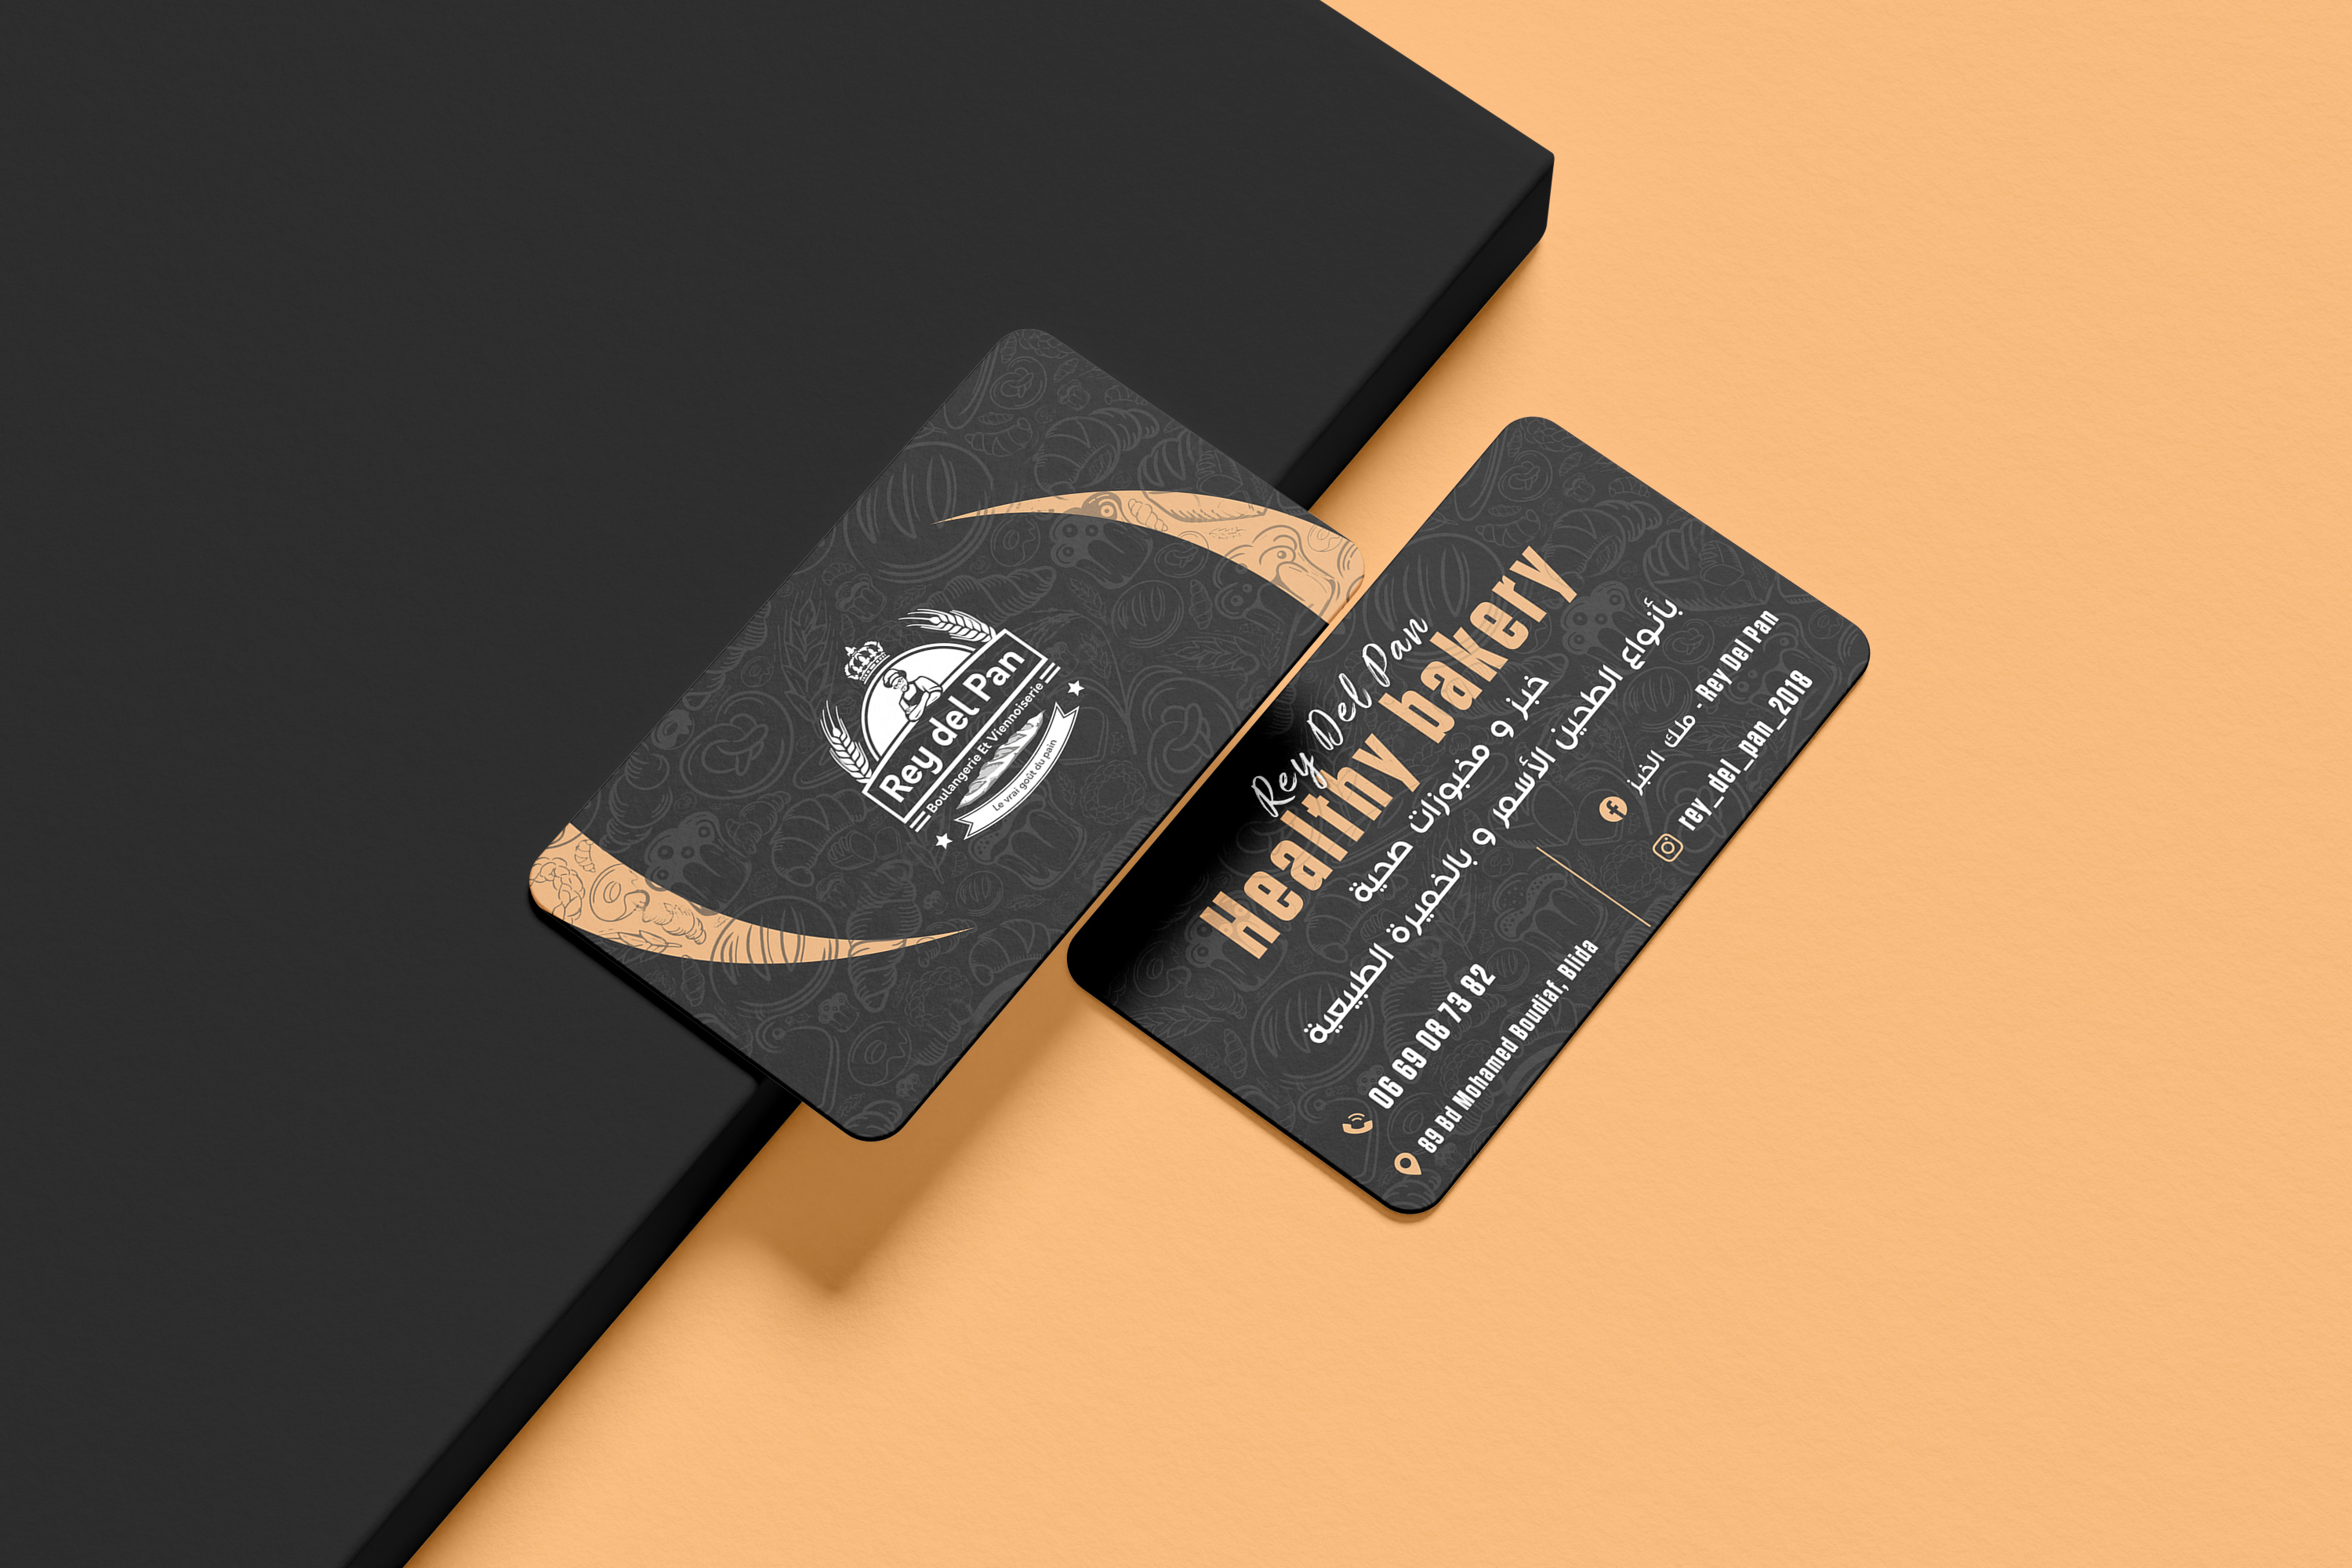 Rey del Pan
Boulangerie Et Viennoiserie
Le vrai goût du pain
Rey Del Pan
Healthy bakery
خبز و مخبوزات صحية
بأنواع الطحين الأسمر و بالخميرة الطبيعية
06 69 08 73 82
89 Bd Mohamed Boudiaf, Blida
ملك الخبز - Rey Del Pan
rey_del_pan_2018